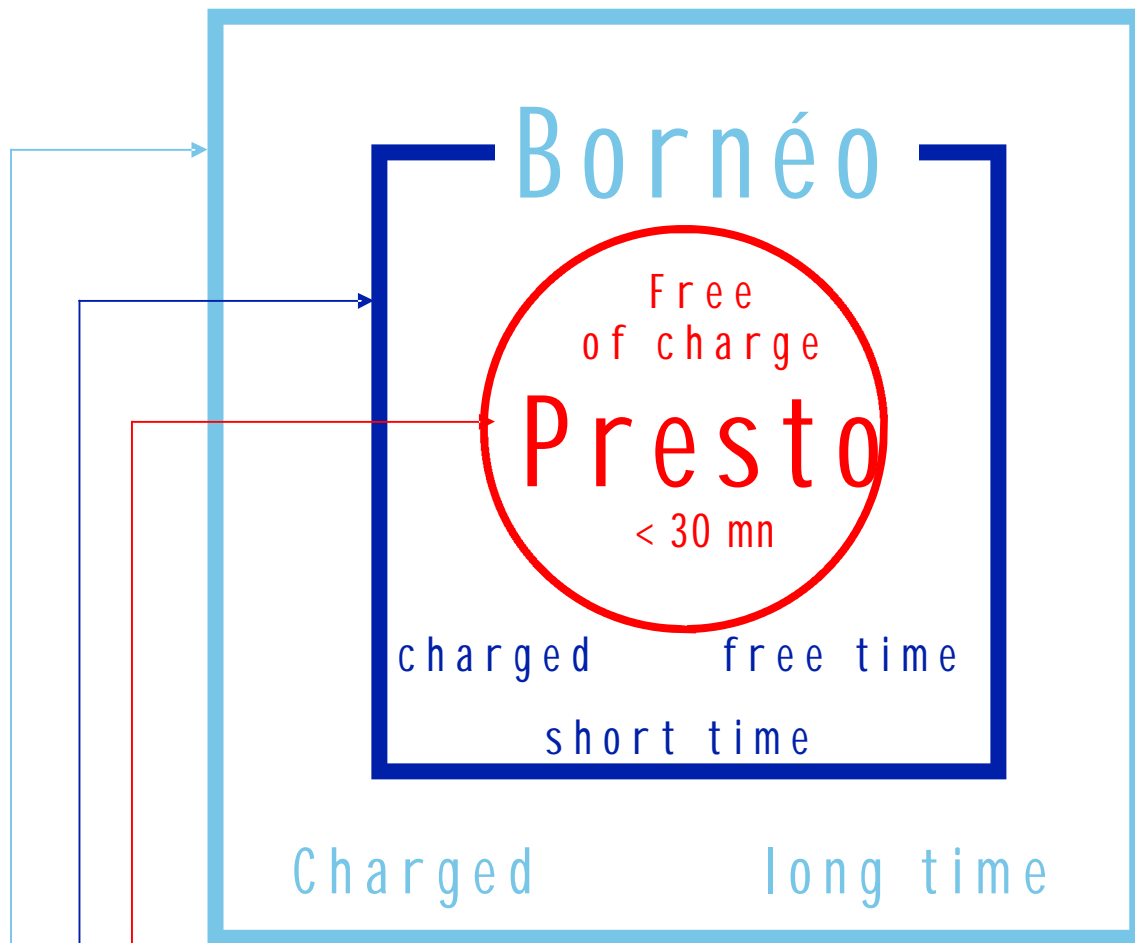 Bornéo
Free
of charge
Presto
< 30 mn
charged free time
short time
Charged long time